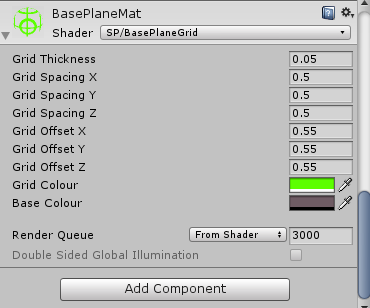 BasePlaneMat
Shader SP/BasePlaneGrid
Grid Thickness 0.05
Grid Spacing X 0.5
Grid Spacing Y 0.5
Grid Spacing Z 0.5
Grid Offset X 0.55
Grid Offset Y 0.55
Grid Offset Z 0.55
Grid Colour
Base Colour
Render Queue From Shader 3000
Double Sided Global Illumination
Add Component